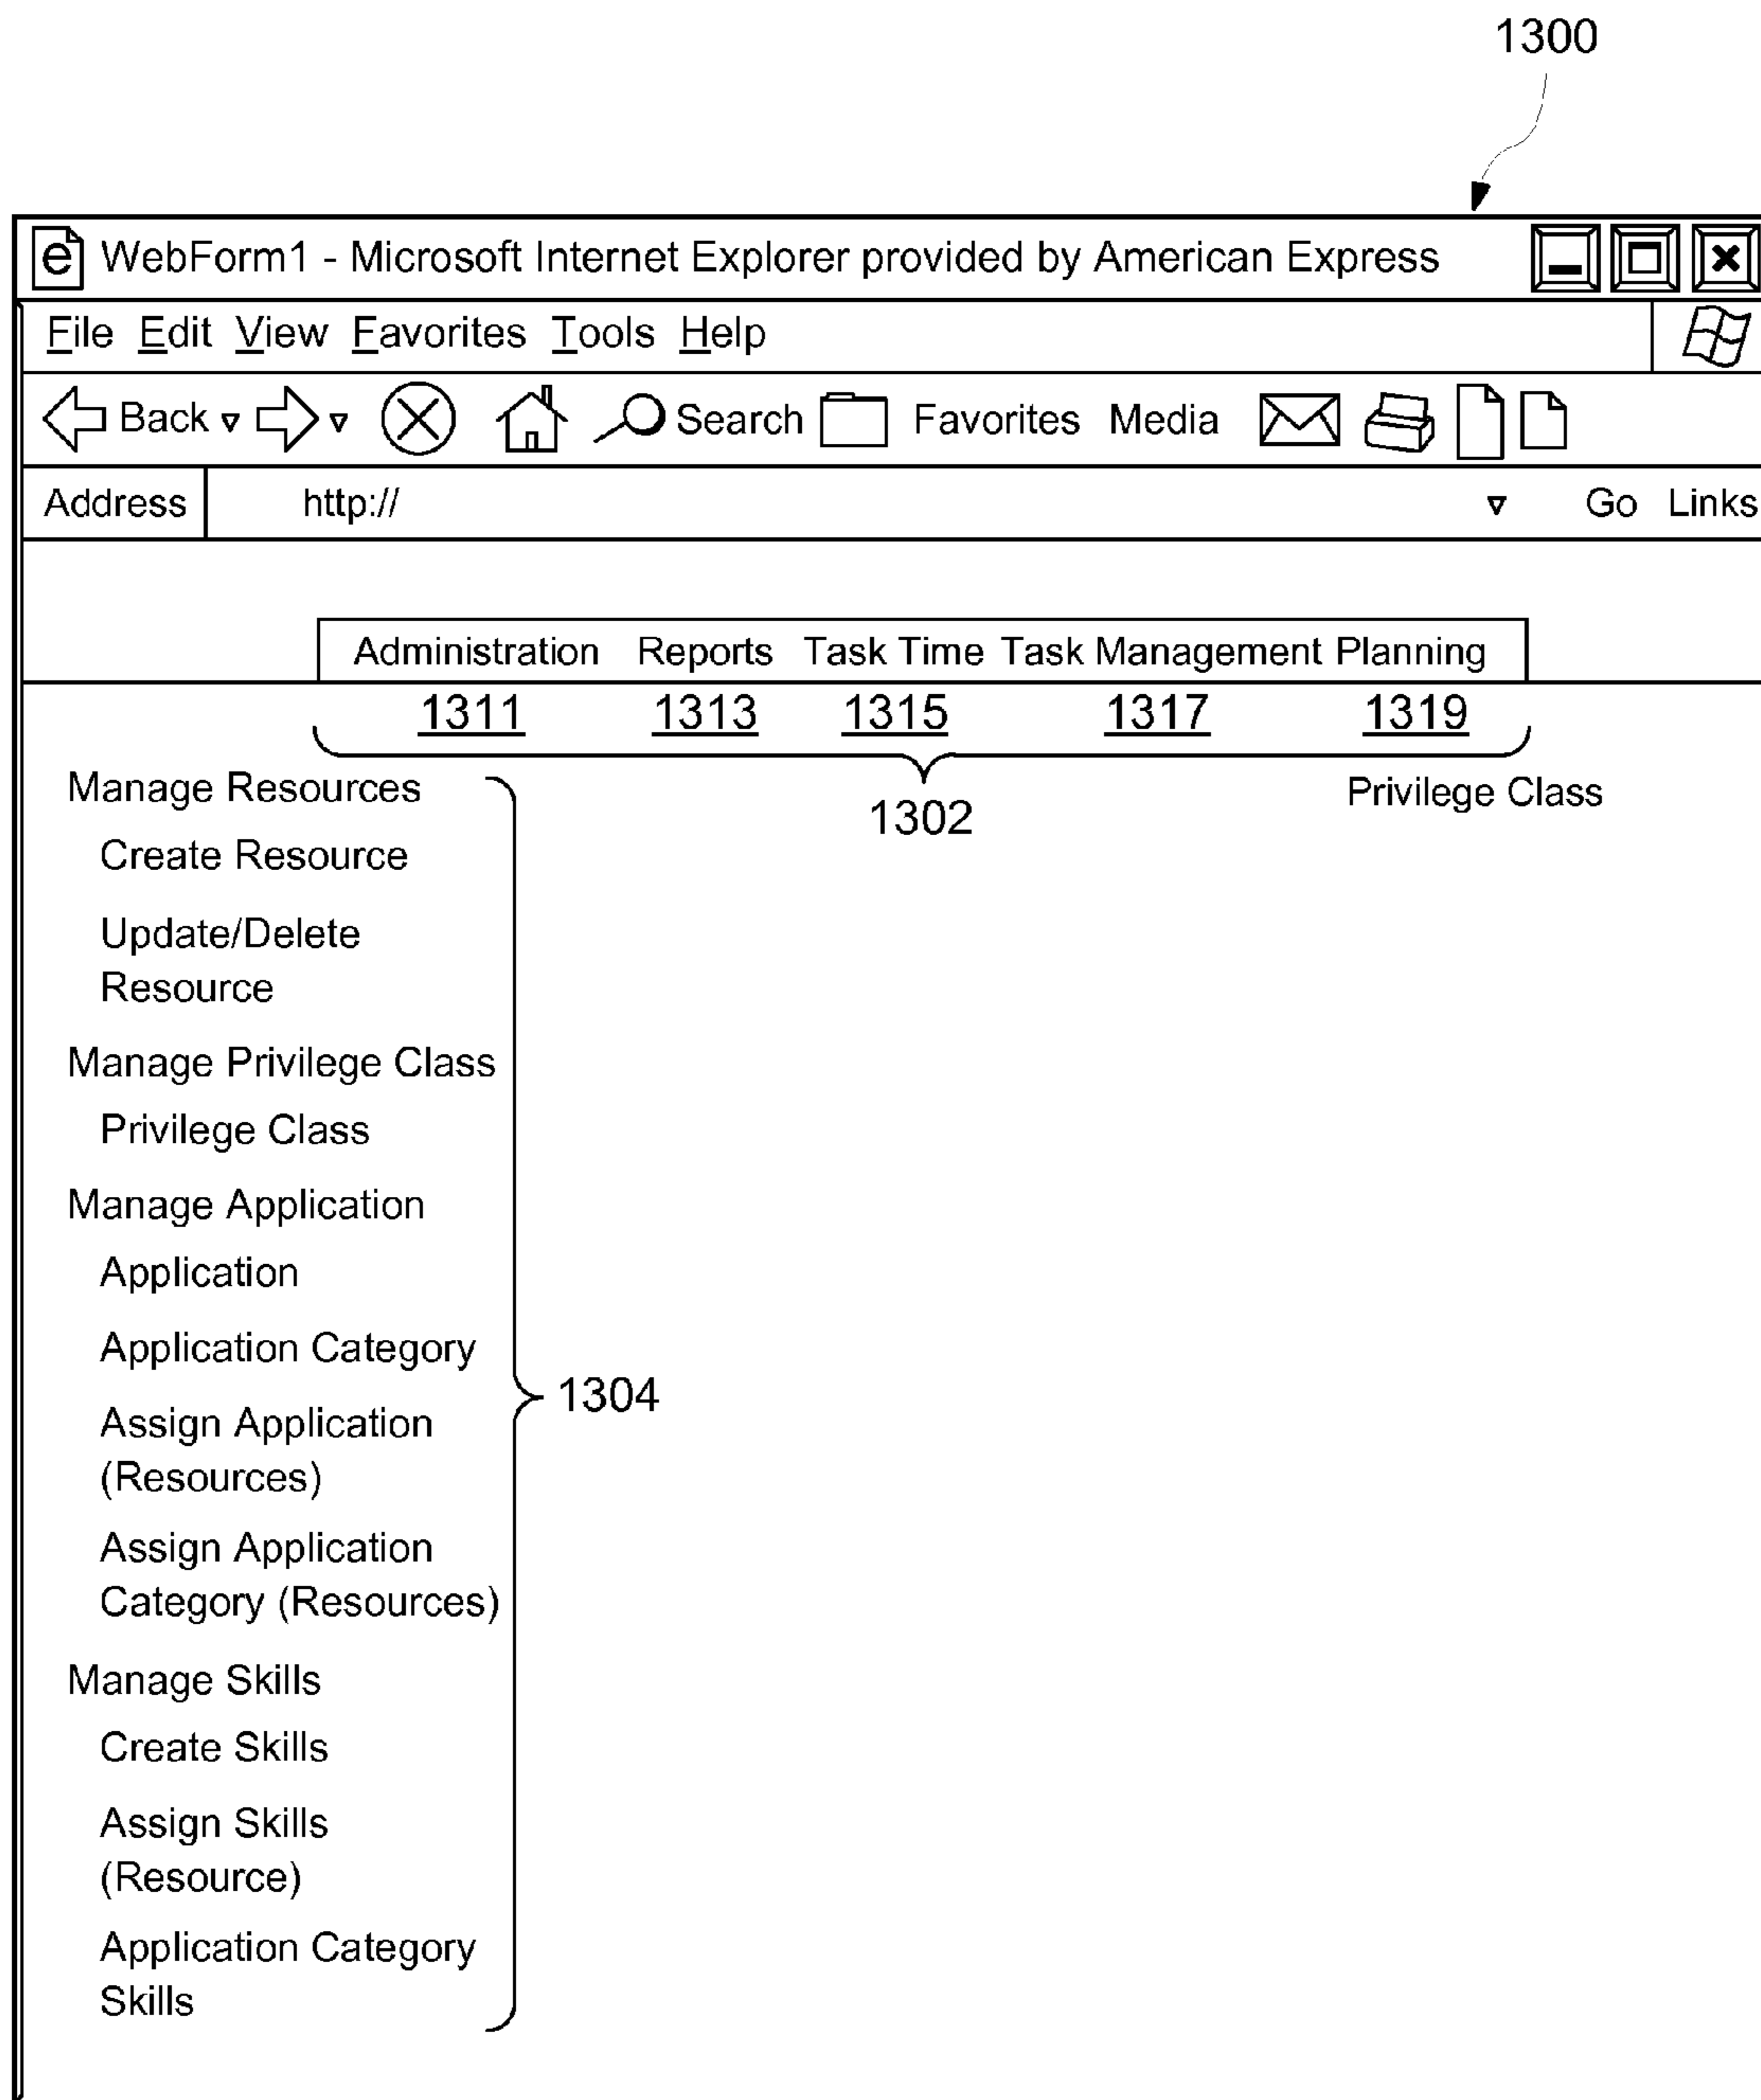 1300
WebForm1 - Microsoft Internet Explorer provided by American Express
File Edit View Favorites Tools Help
Back Search Favorites Media
Address http:// Go Links
Administration Reports Task Time Task Management Planning
1311 1313 1315 1317 1319
1302
Privilege Class
Manage Resources
Create Resource
Update/Delete
Resource
Manage Privilege Class
Privilege Class
Manage Application
Application
Application Category
Assign Application
(Resources)
Assign Application
Category (Resources)
Manage Skills
Create Skills
Assign Skills
(Resource)
Application Category
Skills
1304